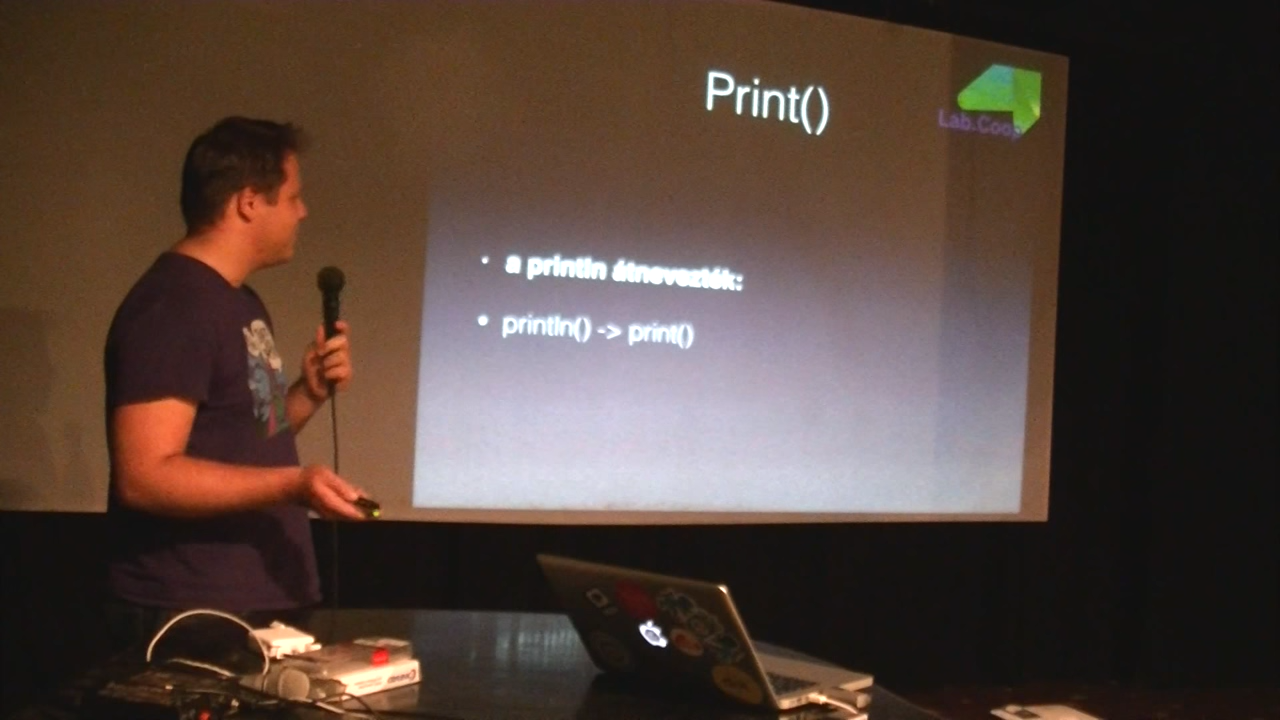 Print()
Lab.Coop
a println átnevezték:
println() -> print()